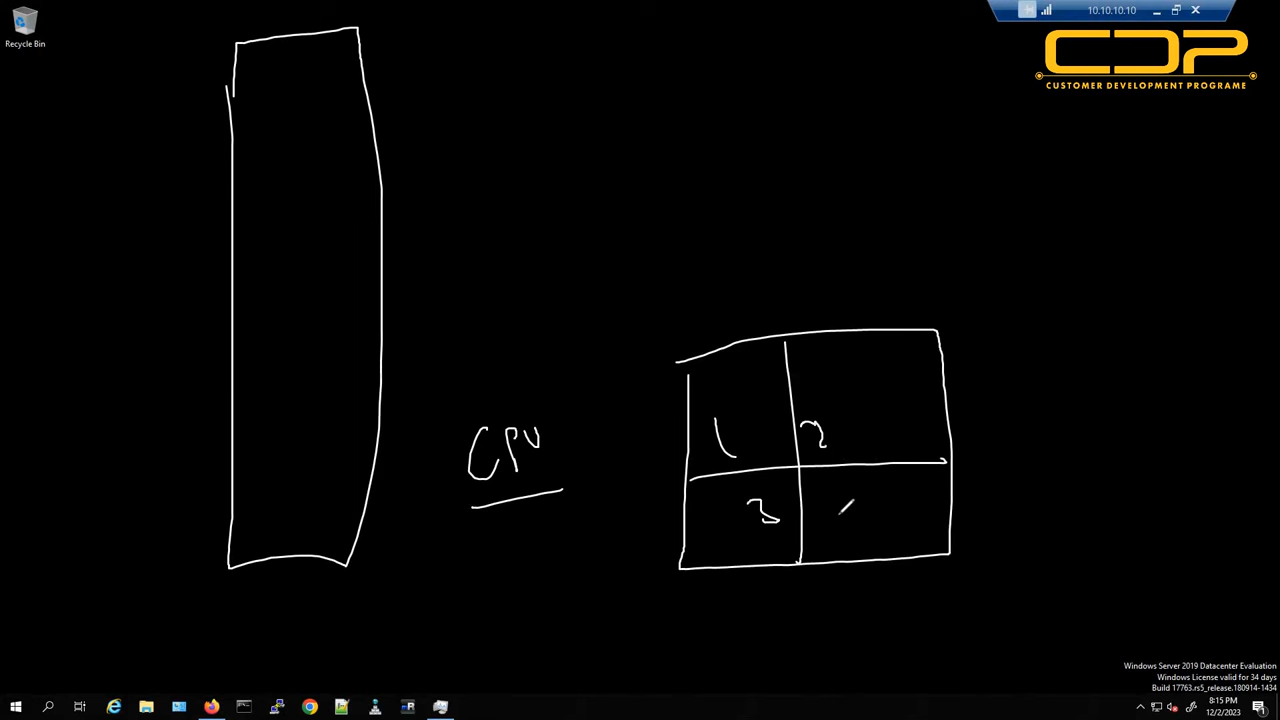 Recycle Bin
10.10.10.10
CDP
CUSTOMER DEVELOPMENT PROGRAME
CPU
1 2
3
Windows Server 2019 Datacenter Evaluation
Windows License valid for 34 days
Build 17763.rs5_release.180914-1434
8:15 PM
12/2/2023